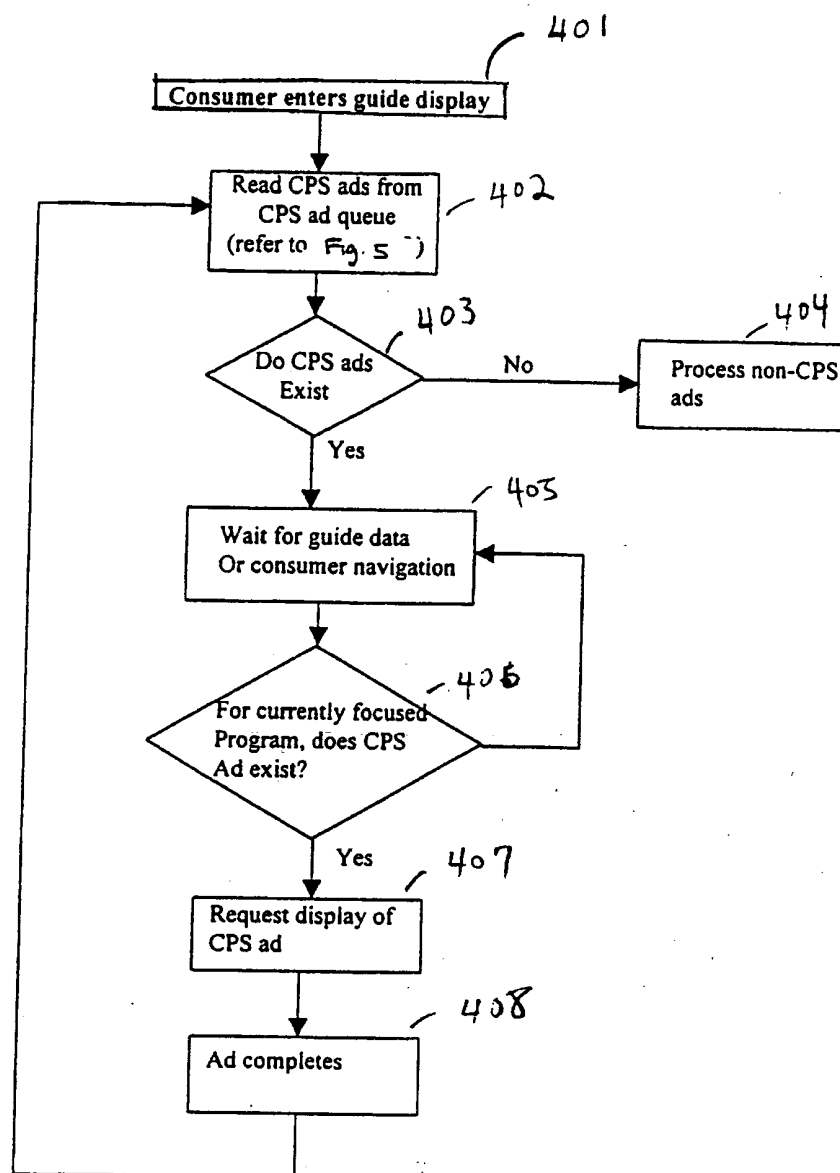 401
Consumer enters guide display
Read CPS ads from
CPS ad queue
(refer to Fig. 5 )
402
403
Do CPS ads
Exist
No
404
Process non-CPS
ads
Yes
405
Wait for guide data
Or consumer navigation
406
For currently focused
Program, does CPS
Ad exist?
Yes
407
Request display of
CPS ad
408
Ad completes